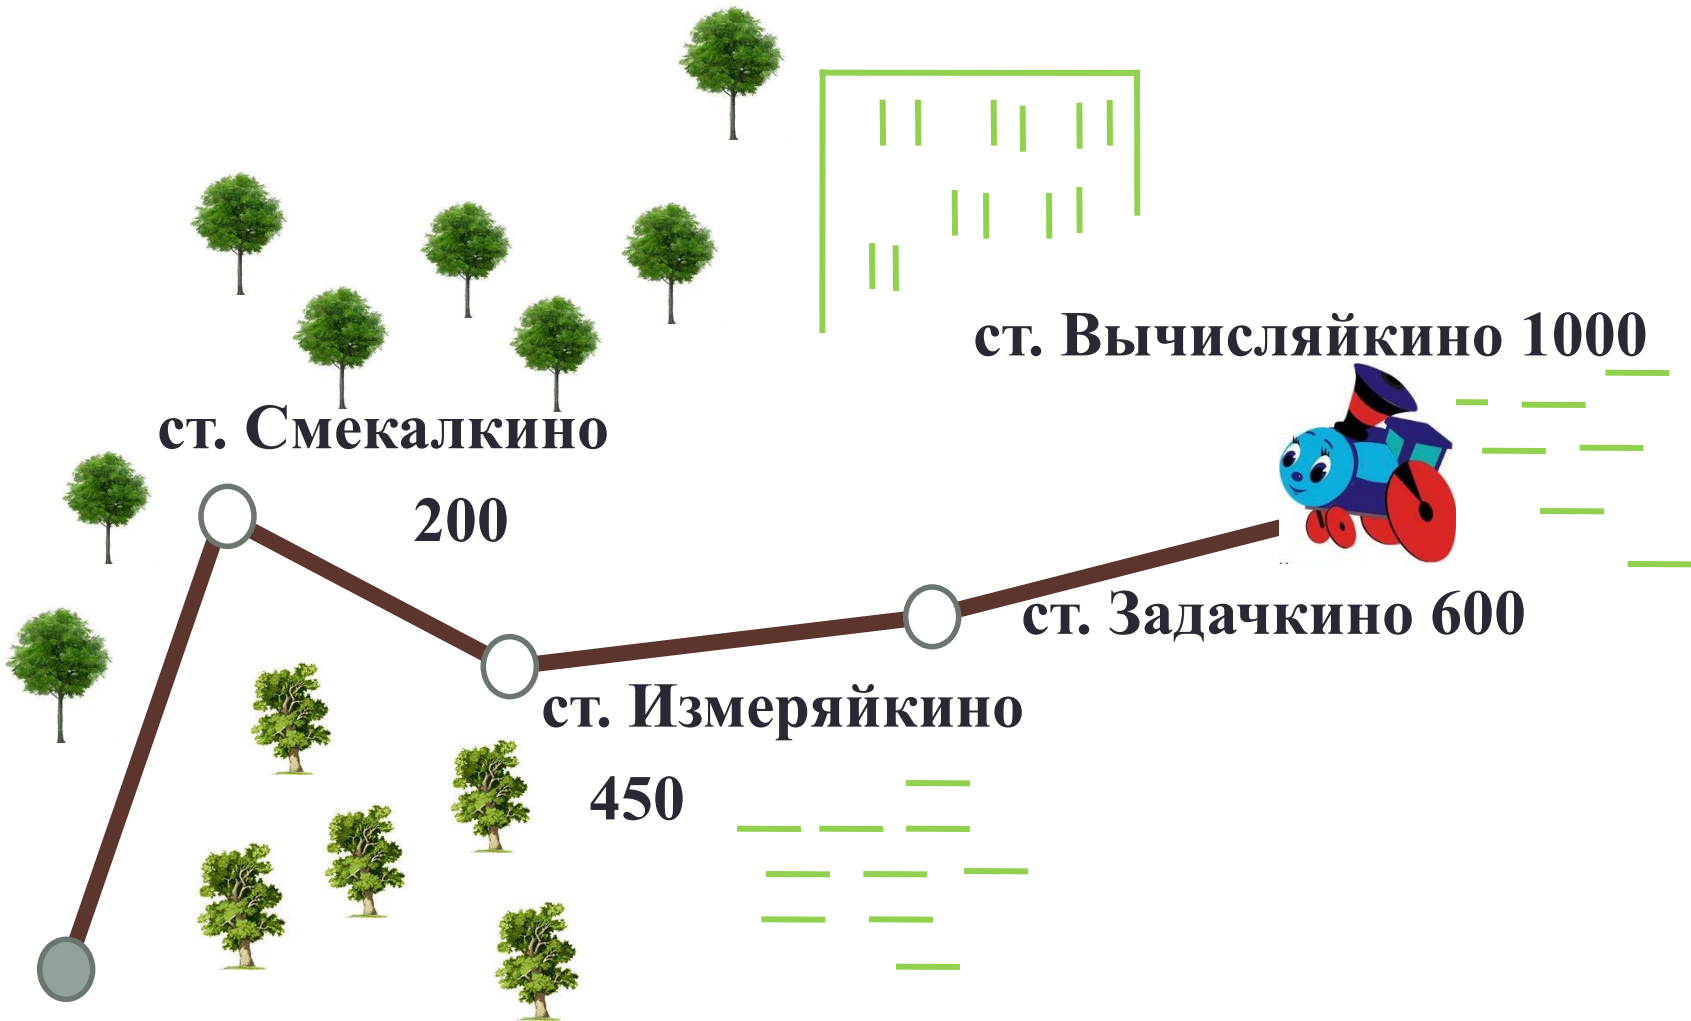 ст. Вычисляйкино 1000
ст. Смекалкино
200
ст. Задачкино 600
ст. Измеряйкино
450